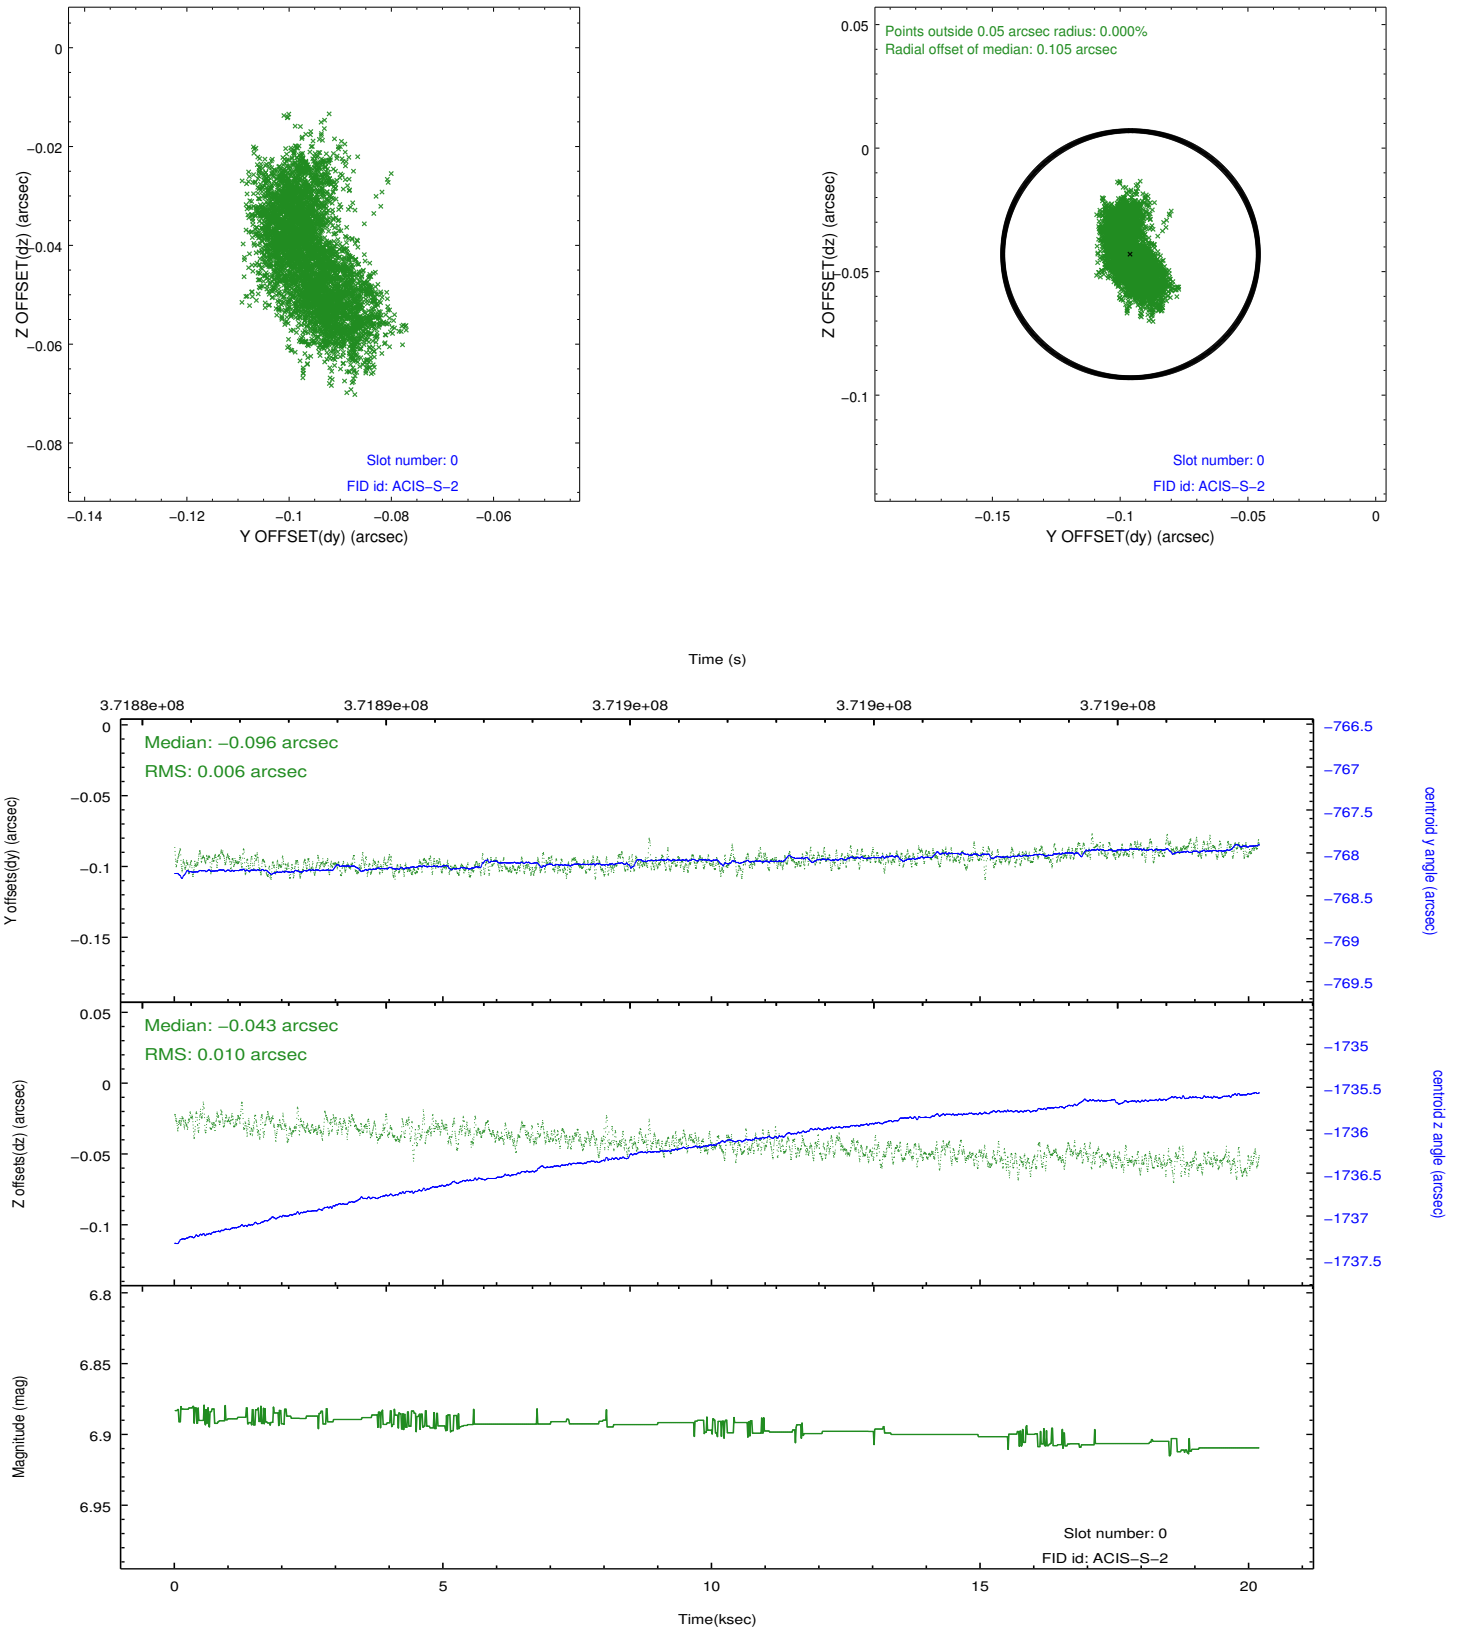 0
−0.02
−0.04
−0.06
−0.08
−0.14
−0.12
−0.1
−0.08
−0.06
Z OFFSET(dz) (arcsec)
Y OFFSET(dy) (arcsec)
Slot number: 0
FID id: ACIS−S−2
Points outside 0.05 arcsec radius: 0.000%
Radial offset of median: 0.105 arcsec
0.05
0
−0.05
−0.1
−0.15
−0.1
−0.05
0
Z OFFSET(dz) (arcsec)
Y OFFSET(dy) (arcsec)
Slot number: 0
FID id: ACIS−S−2
Time (s)
3.7188e+08
3.7189e+08
3.719e+08
3.719e+08
3.719e+08
Median: −0.096 arcsec
RMS: 0.006 arcsec
0
−0.05
−0.1
−0.15
Y offsets(dy) (arcsec)
−766.5
−767
−767.5
−768
−768.5
−769
−769.5
centroid y angle (arcsec)
Median: −0.043 arcsec
RMS: 0.010 arcsec
0.05
0
−0.05
−0.1
Z offsets(dz) (arcsec)
−1735
−1735.5
−1736
−1736.5
−1737
−1737.5
centroid z angle (arcsec)
6.8
6.85
6.9
6.95
Magnitude (mag)
Slot number: 0
FID id: ACIS−S−2
0
5
10
15
20
Time(ksec)